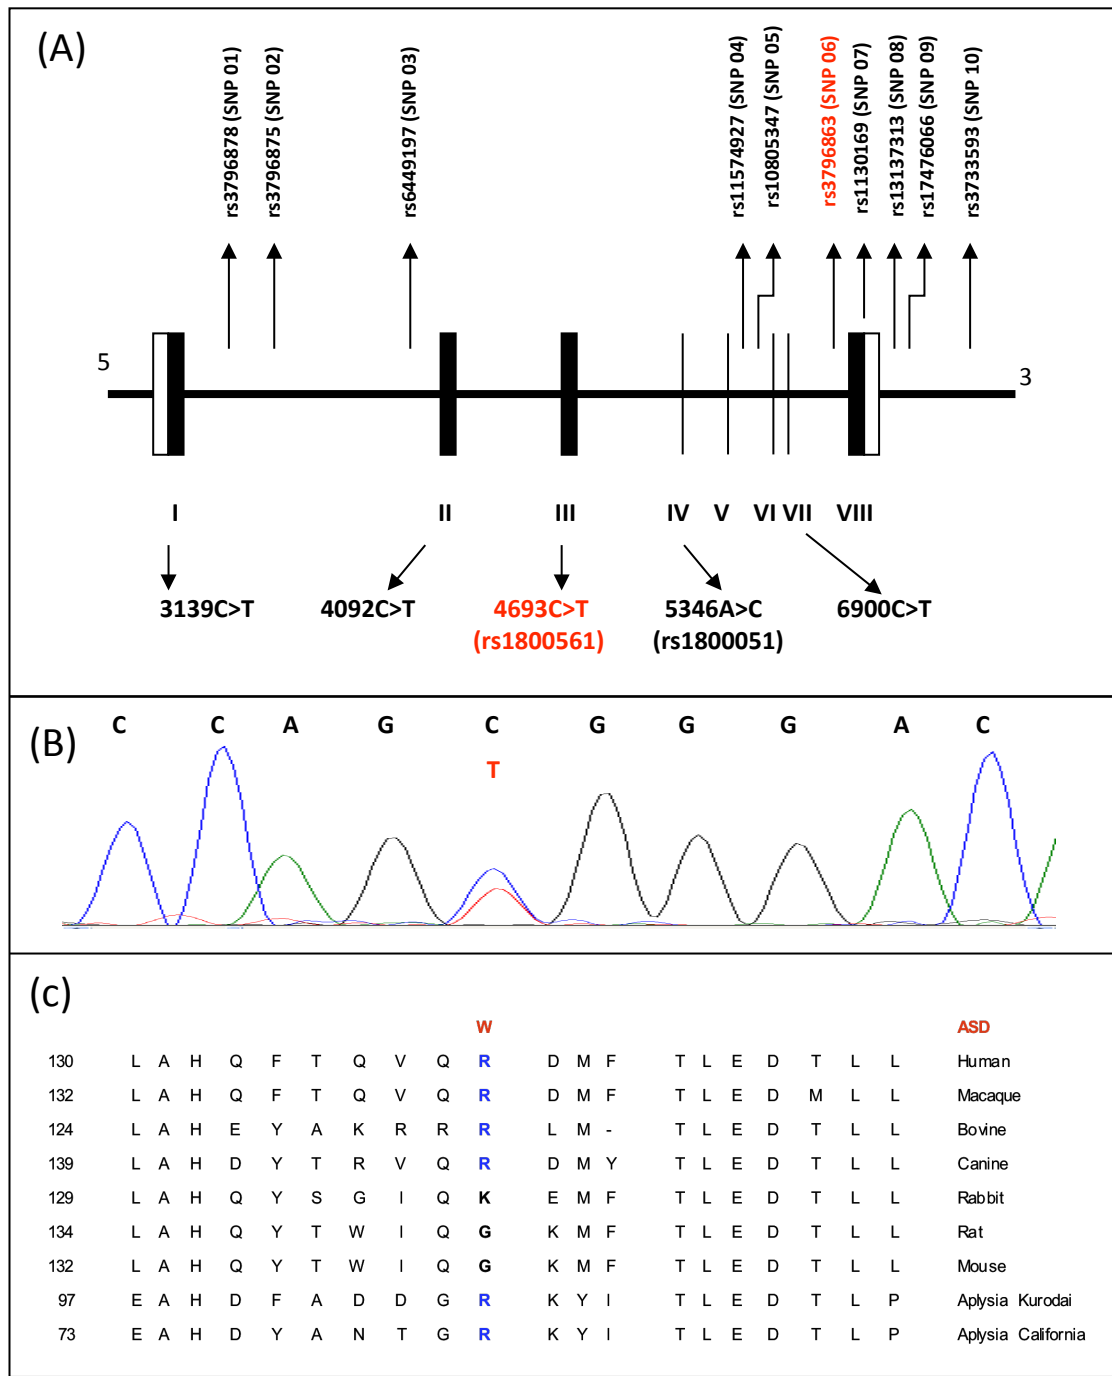 (A)
rs3796878 (SNP 01)
rs3796875 (SNP 02)
rs6449197 (SNP 03)
rs11574927 (SNP 04)
rs10805347 (SNP 05)
rs3796863 (SNP 06)
rs1130169 (SNP 07)
rs13137313 (SNP 08)
rs17476066 (SNP 09)
rs3733593 (SNP 10)
5
3
I II III IV V VI VII VIII
3139C>T 4092C>T 4693C>T 5346A>C 6900C>T
(rs1800561) (rs1800051)
(B)
C C A G C G G G A C
T
(c)
W ASD
130 L A H Q F T Q V Q R D M F T L E D T L L Human
132 L A H Q F T Q V Q R D M F T L E D M L L Macaque
124 L A H E Y A K R R R L M - T L E D T L L Bovine
139 L A H D Y T R V Q R D M Y T L E D T L L Canine
129 L A H Q Y S G I Q K E M F T L E D T L L Rabbit
134 L A H Q Y T W I Q G K M F T L E D T L L Rat
132 L A H Q Y T W I Q G K M F T L E D T L L Mouse
97 E A H D F A D D G R K Y I T L E D T L P Aplysia Kurodai
73 E A H D Y A N T G R K Y I T L E D T L P Aplysia California